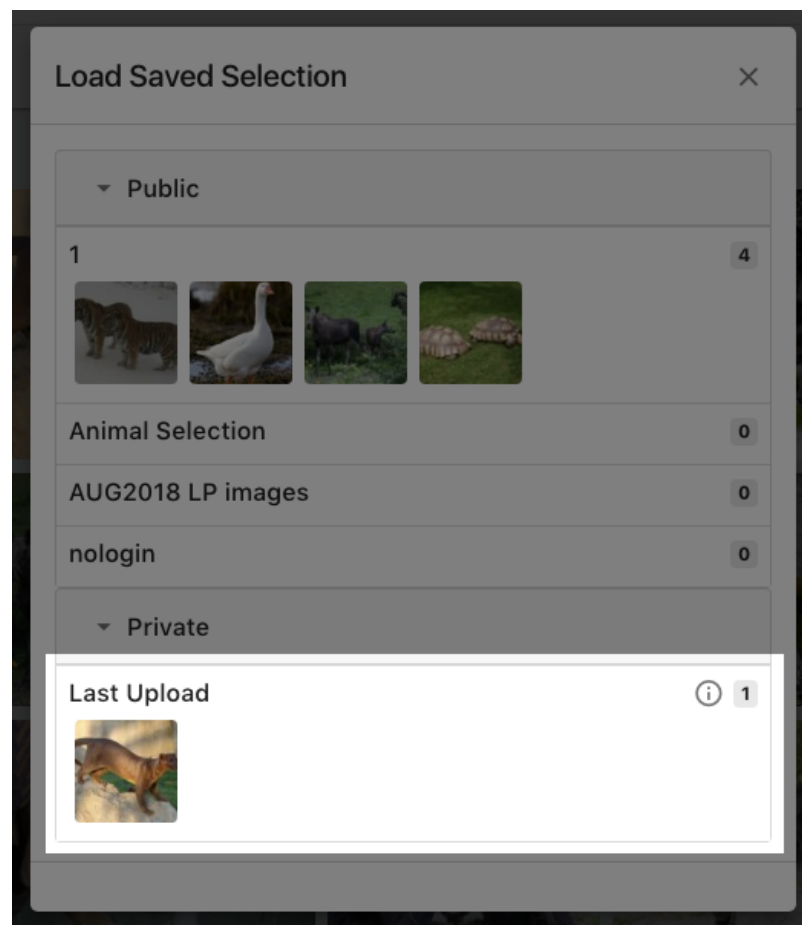 Load Saved Selection
Public
1 4
Animal Selection 0
AUG2018 LP images 0
nologin 0
Private
Last Upload 1